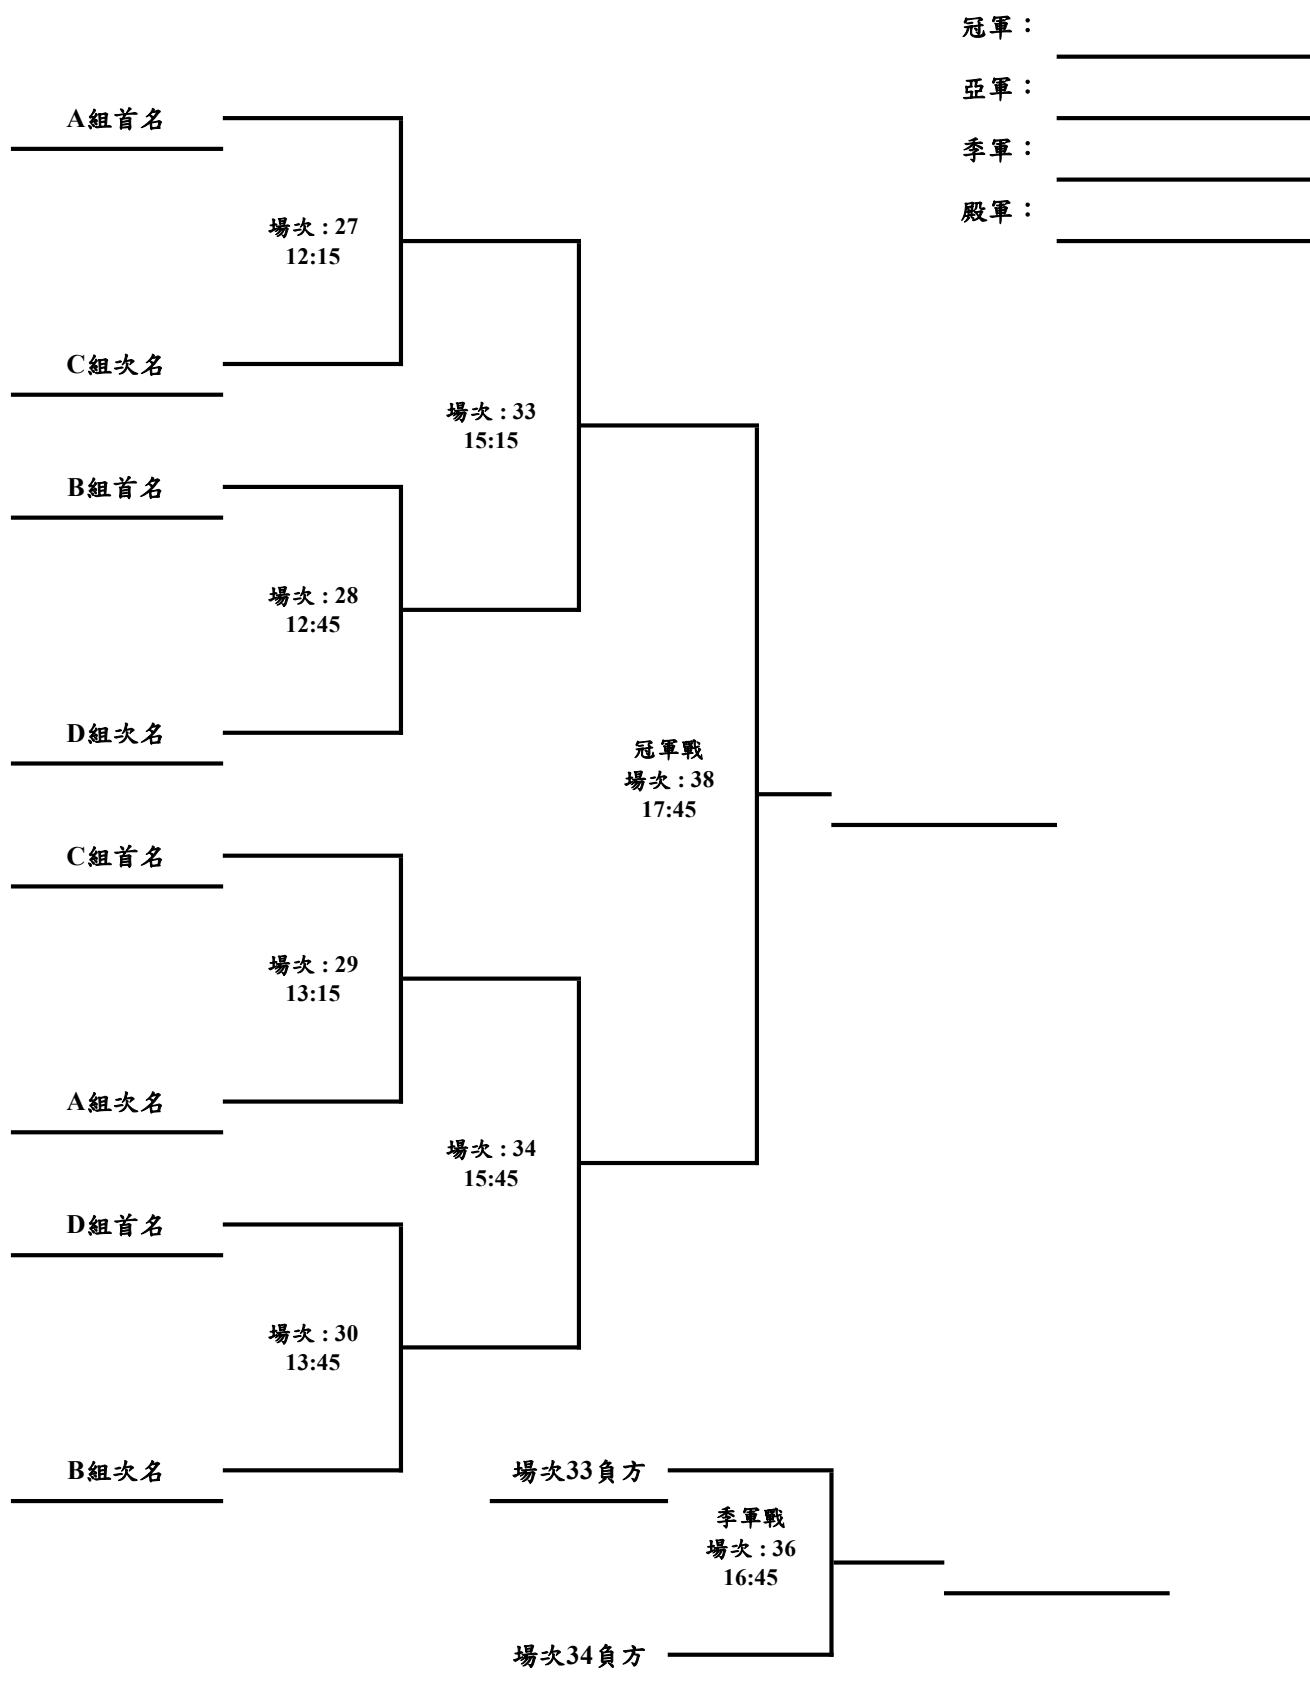 冠軍：
亞軍：
季軍：
殿軍：
A組首名
場次 : 27
12:15
C組次名
場次 : 33
15:15
B組首名
場次 : 28
12:45
D組次名
冠軍戰
場次 : 38
17:45
C組首名
場次 : 29
13:15
A組次名
場次 : 34
15:45
D組首名
場次 : 30
13:45
B組次名
場次33負方
季軍戰
場次 : 36
16:45
場次34負方